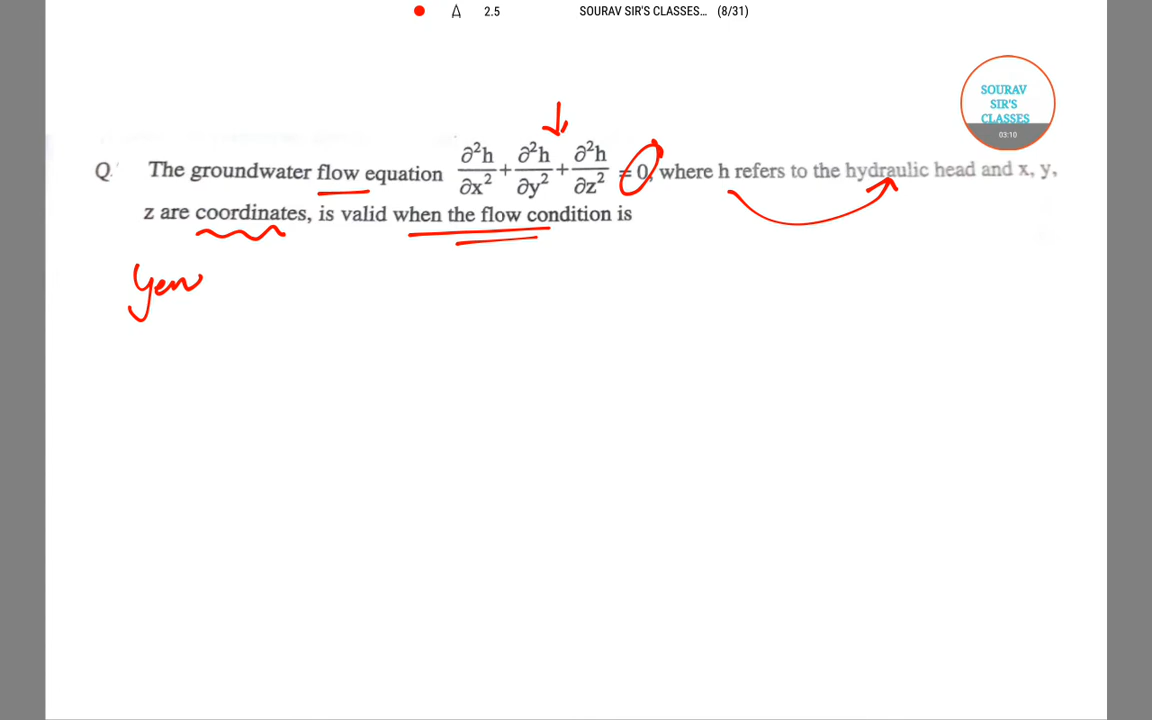 2.5 SOURAV SIR'S CLASSES... (8/31)
SOURAV
SIR'S
CLASSES
03:10
Q. The groundwater flow equation ∂²h/∂x² + ∂²h/∂y² + ∂²h/∂z² = 0, where h refers to the hydraulic head and x, y,
z are coordinates, is valid when the flow condition is